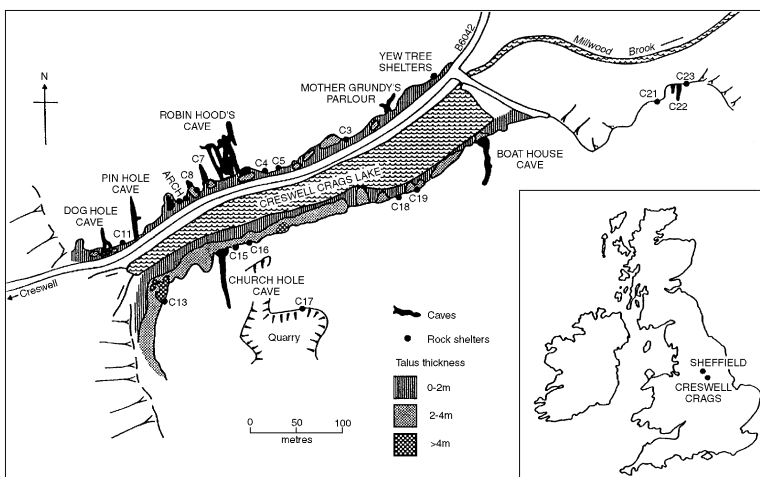 B6042
Millwood Brook
YEW TREE
SHELTERS
MOTHER GRUNDY'S
PARLOUR
C23
C21
C22
N
ROBIN HOOD'S
CAVE
C3
C7
C4
C5
C8
ARCH
PIN HOLE
CAVE
BOAT HOUSE
CAVE
CRESWELL CRAGS LAKE
DOG HOLE
CAVE
C11
C19
C18
C16
C15
Creswell
CHURCH HOLE
CAVE
C13
C17
Quarry
Caves
Rock shelters
Talus thickness
0-2m
2-4m
>4m
0 50 100
metres
SHEFFIELD
CRESWELL
CRAGS